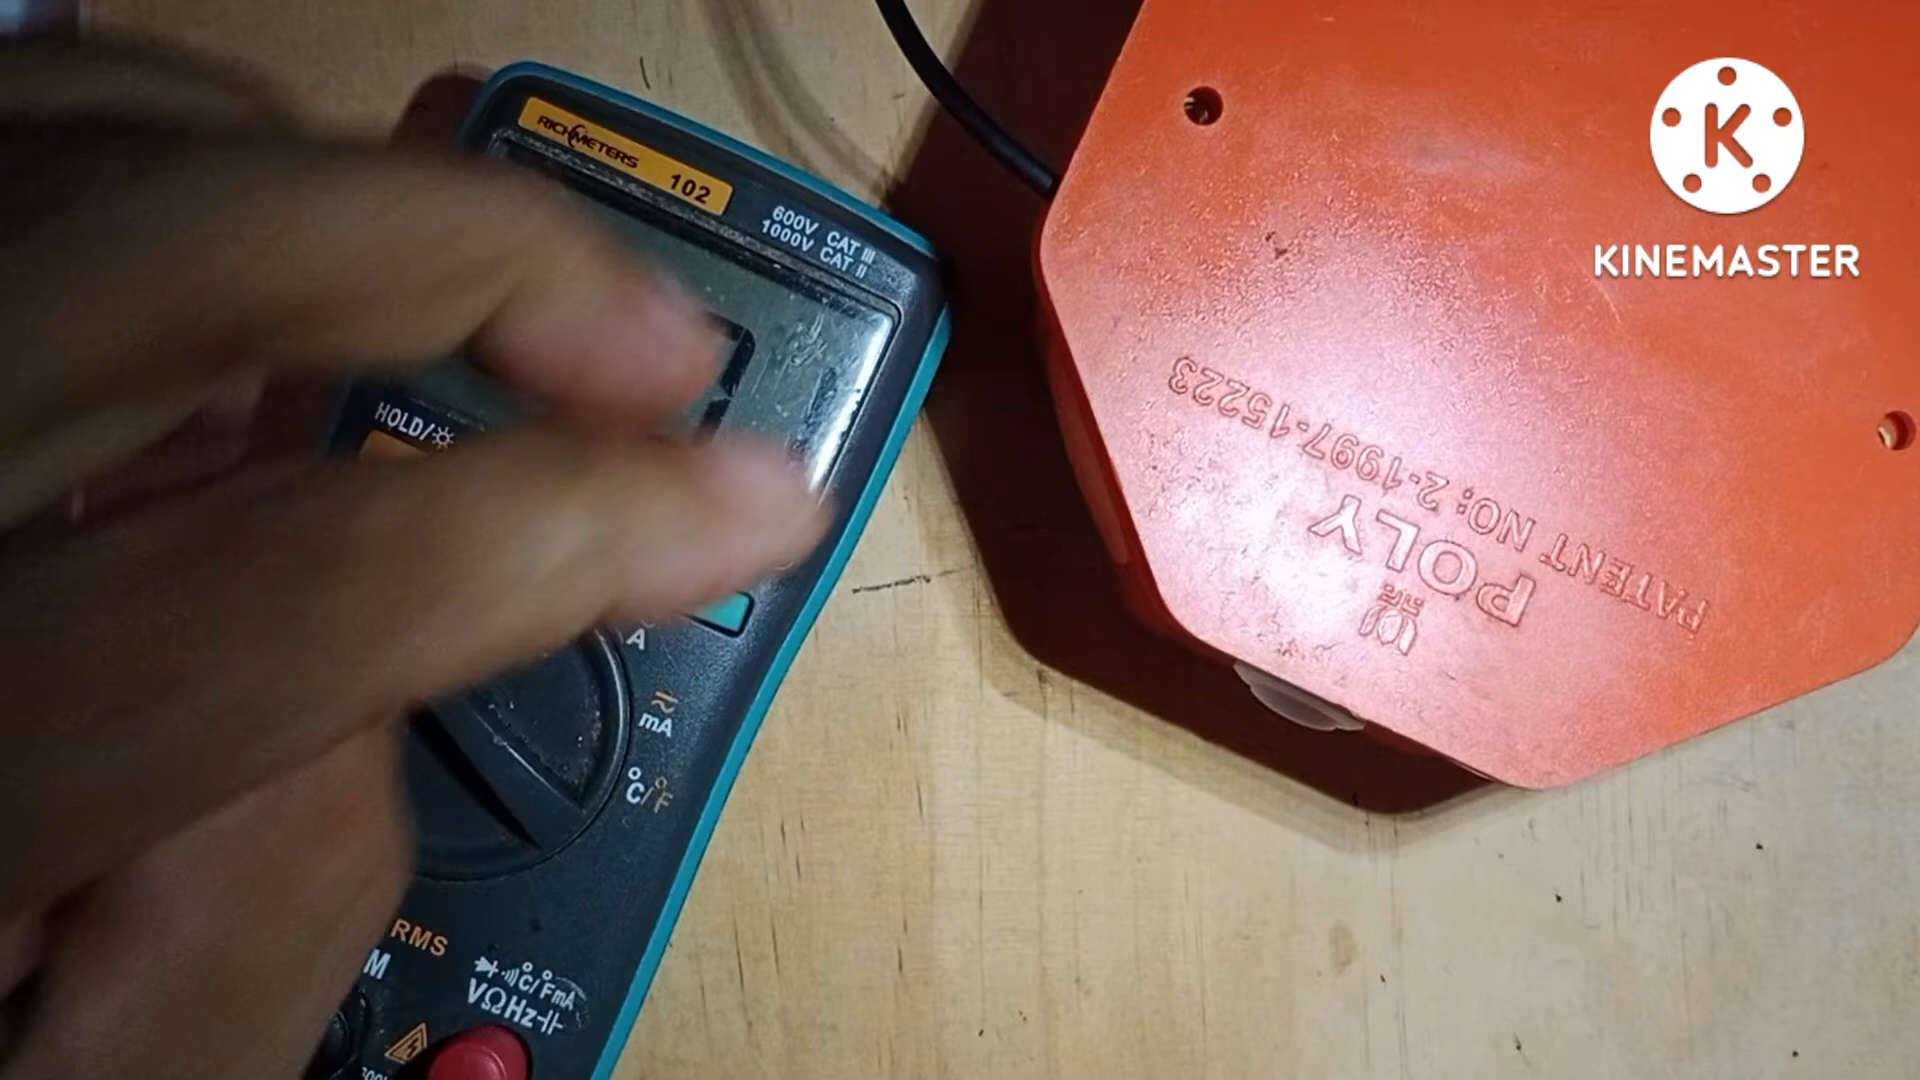 RICHMETERS 102
600V CAT III
1000V CAT II
HOLD/
A
mA
°C/°F
RMS
M
°C/°FmA
VΩHz
POLY
PATENT NO: 2-1997-15223
K
KINEMASTER